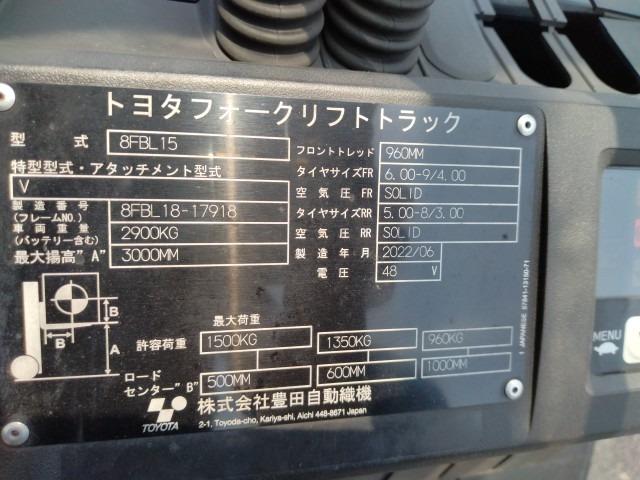 トヨタフォークリフトトラック
型式 8FBL15
特型型式・アタッチメント型式
V
製造番号 (フレームNO.) 8FBL18-17918
車両重量 (バッテリー含む) 2900KG
最大揚高"A" 3000MM
フロントトレッド 960MM
タイヤサイズFR 6.00-9/4.00
空気圧FR SOLID
タイヤサイズRR 5.00-8/3.00
空気圧RR SOLID
製造年月 2022/06
電圧 48 V
B
B
A
最大荷重
許容荷重 1500KG 1350KG 960KG
ロードセンター"B" 500MM 600MM 1000MM
TOYOTA
株式会社豊田自動織機
2-1, Toyoda-cho, Kariya-shi, Aichi 448-8671 Japan
JAPANESE 57841-13150-71
MENU